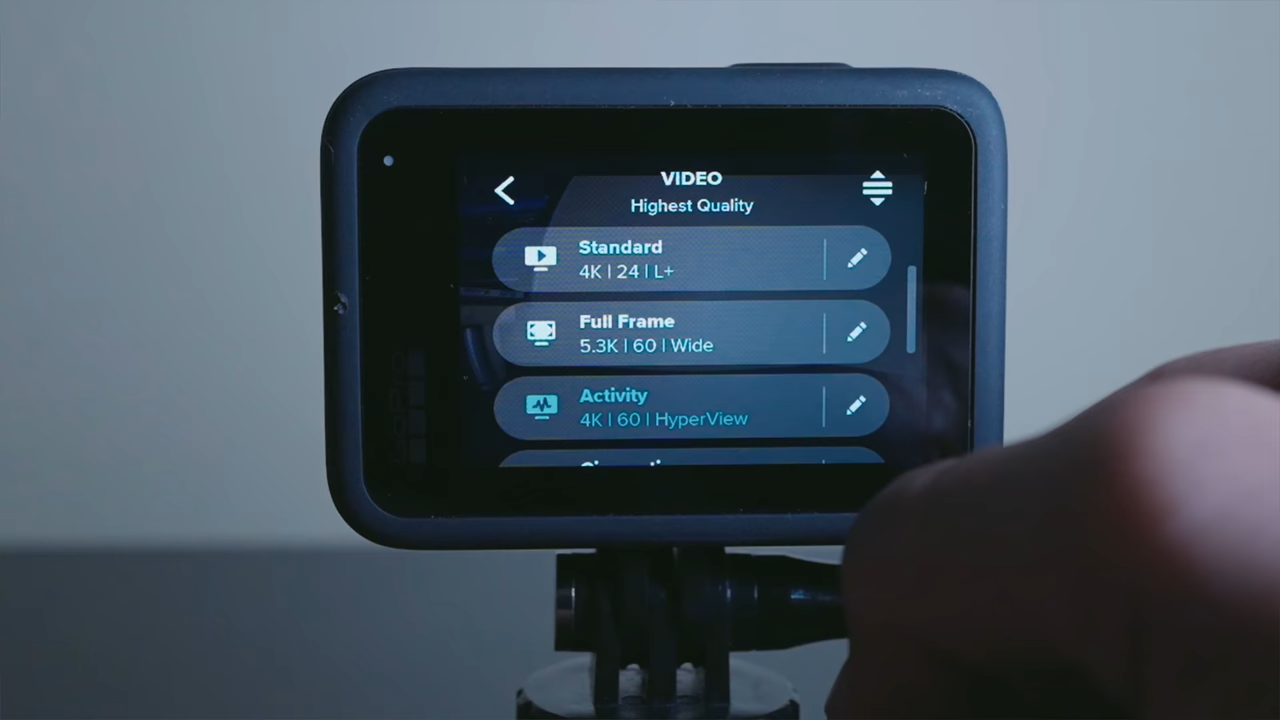 VIDEO
Highest Quality
Standard
4K | 24 | L+
Full Frame
5.3K | 60 | Wide
Activity
4K | 60 | HyperView